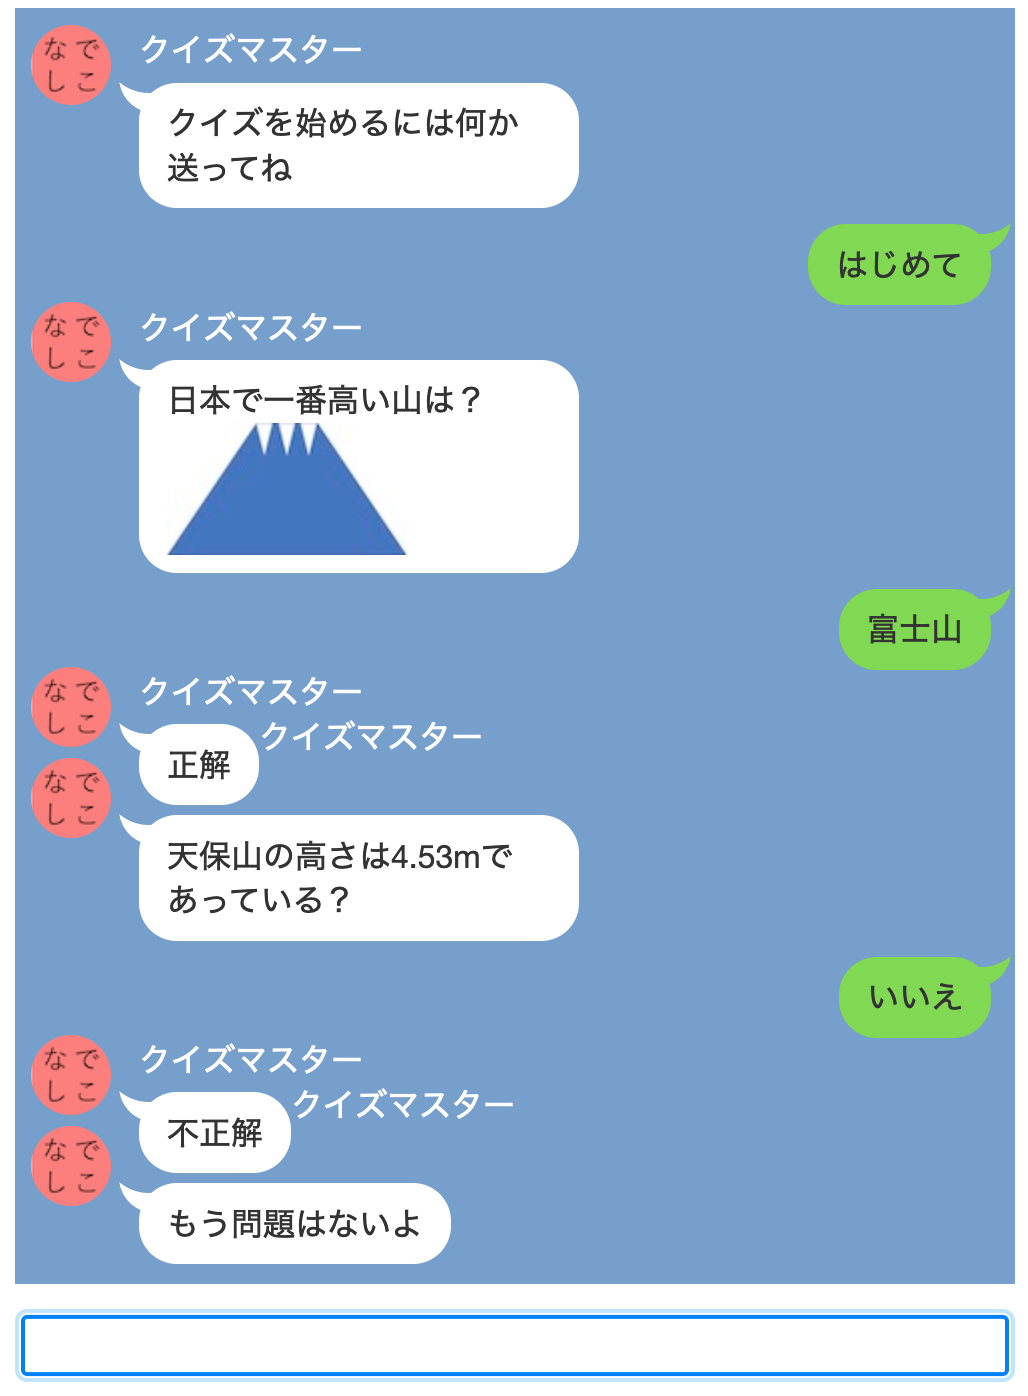 なで
しこ
クイズマスター
クイズを始めるには何か
送ってね
はじめて
なで
しこ
クイズマスター
日本で一番高い山は？
富士山
なで
しこ
クイズマスター
正解
なで
しこ
クイズマスター
天保山の高さは4.53mで
あっている？
いいえ
なで
しこ
クイズマスター
不正解
なで
しこ
クイズマスター
もう問題はないよ